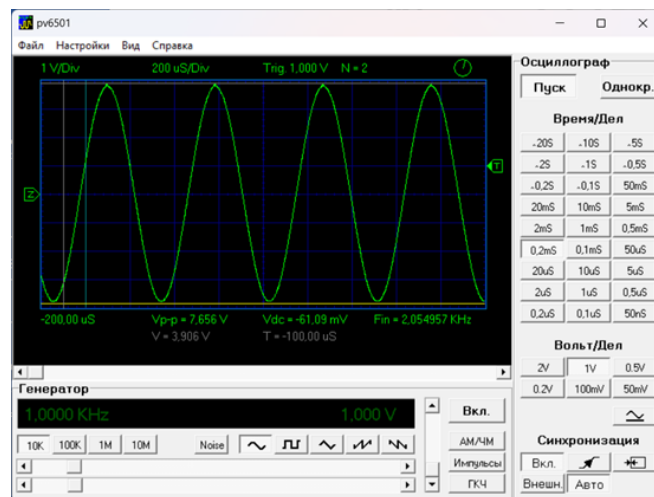 pv6501
Файл Настройки Вид Справка
1 V/Div 200 uS/Div Trig. 1,000 V N = 2
T
Z
-200,00 uS Vp-p = 7,656 V Vdc = -61,09 mV Fin = 2,054957 KHz
V = 3,906 V T = -100,00 uS
Осциллограф
Пуск Однокр.
Время/Дел
-20S -10S -5S
-2S -1S -0,5S
-0,2S -0,1S 50mS
20mS 10mS 5mS
2mS 1mS 0,5mS
0,2mS 0,1mS 50uS
20uS 10uS 5uS
2uS 1uS 0,5uS
0,2uS 0,1uS 50nS
Вольт/Дел
2V 1V 0.5V
0.2V 100mV 50mV
Синхронизация
Вкл.
Внешн. Авто
Генератор
1,0000 KHz 1,000 V
Вкл.
10K 100K 1M 10M Noise
АМ/ЧМ
Импульсы
ГКЧ